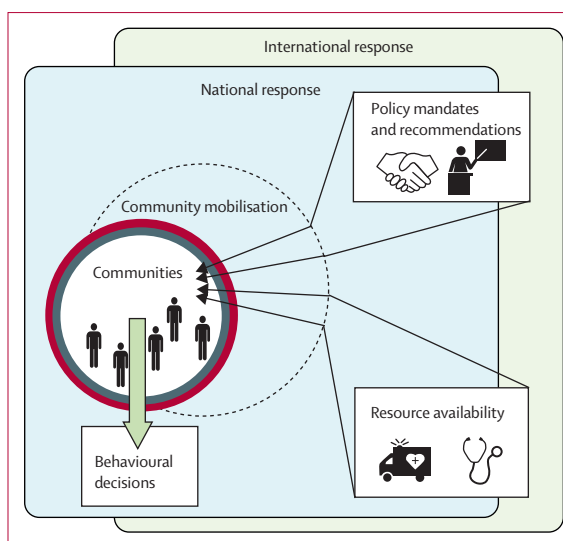 International response
National response
Policy mandates
and recommendations
Community mobilisation
Communities
Resource availability
Behavioural
decisions